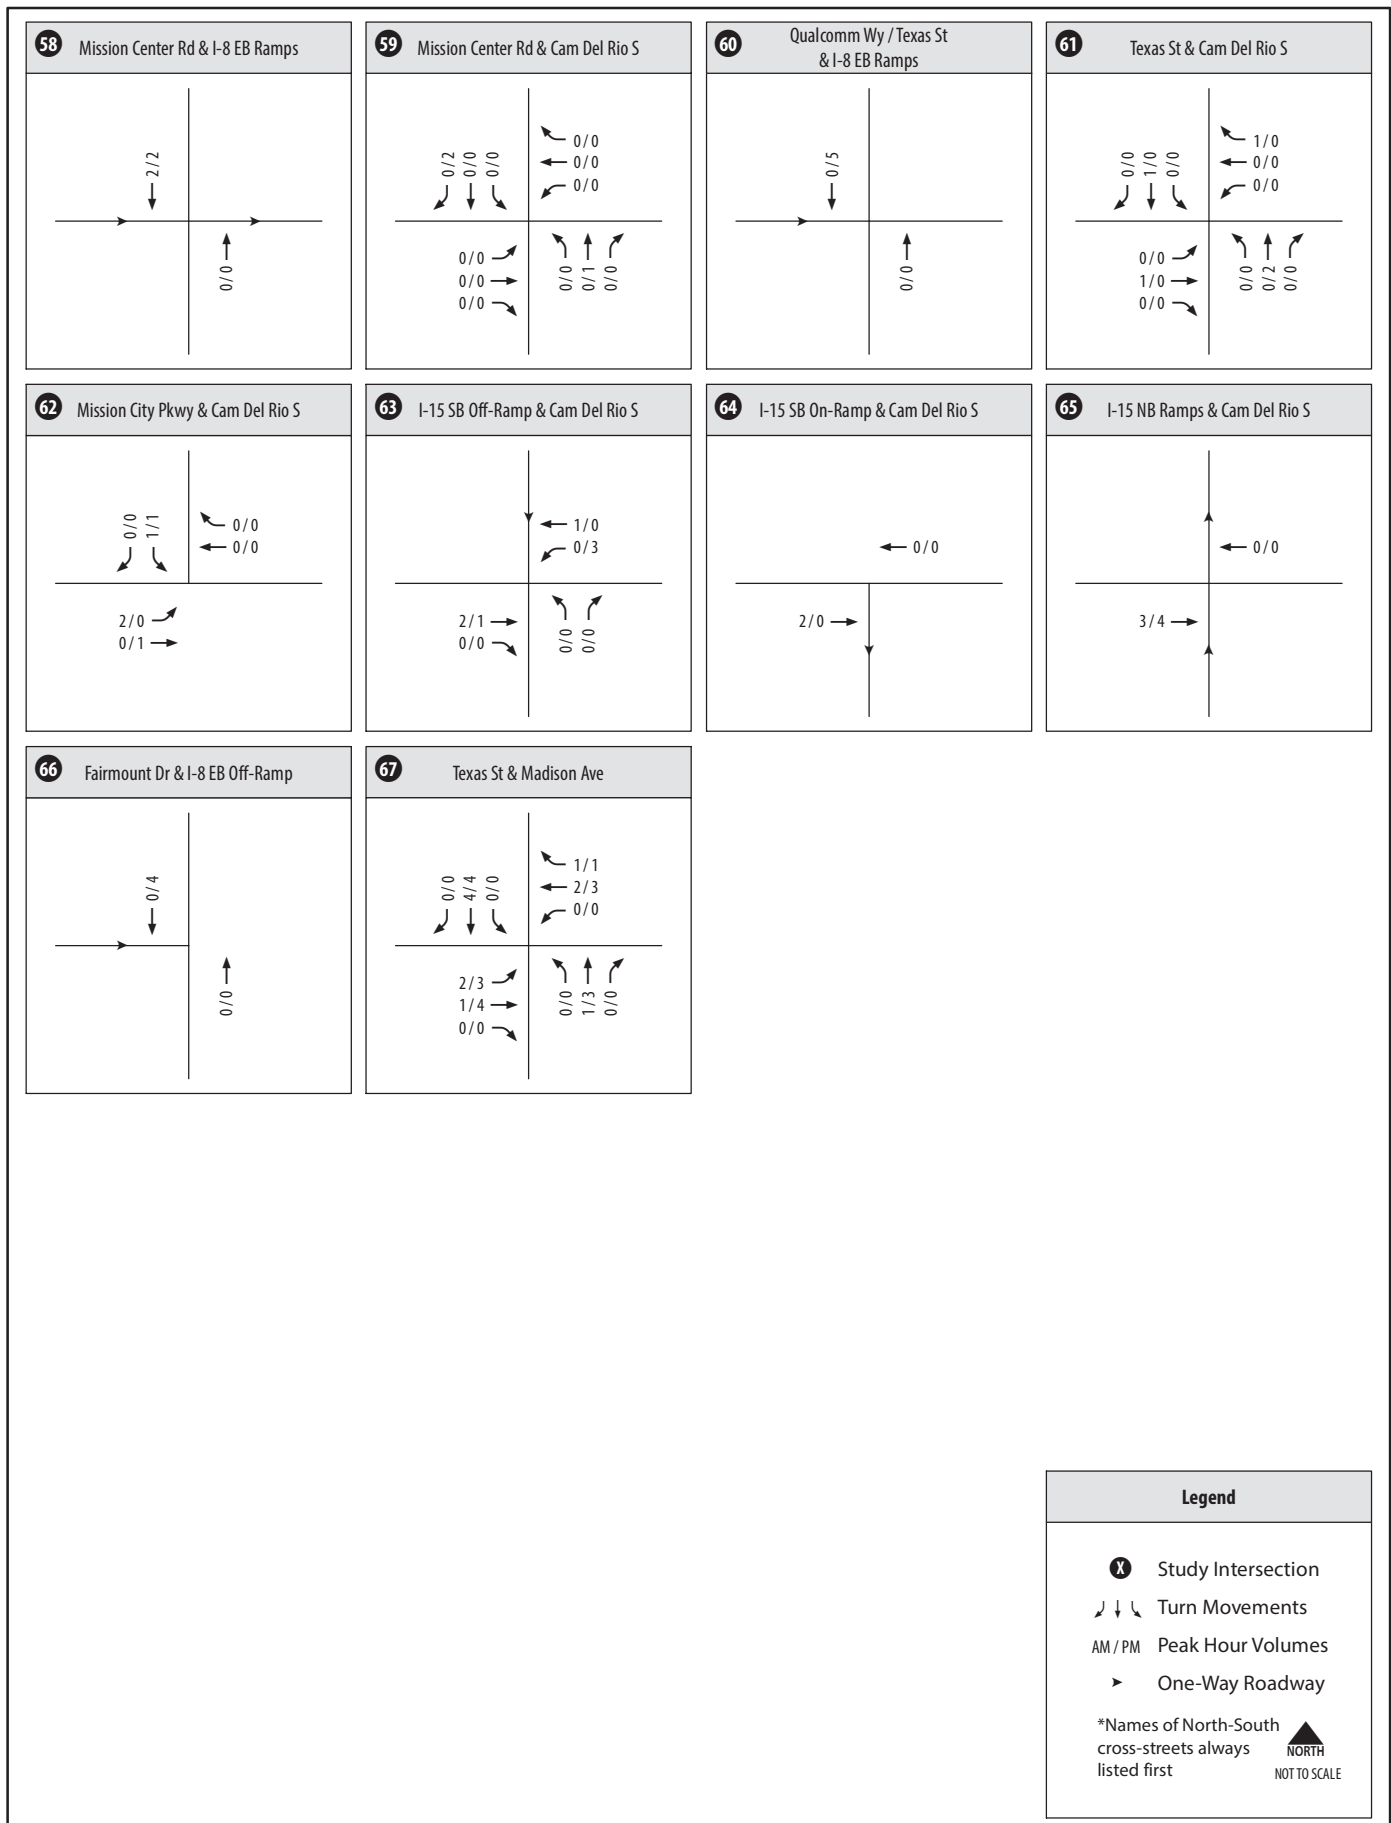 58 Mission Center Rd & I-8 EB Ramps
2 / 2
0 / 0
59 Mission Center Rd & Cam Del Rio S
0 / 2
0 / 0
0 / 0
0 / 0
0 / 0
0 / 0
0 / 0
0 / 0
0 / 0
0 / 0
0 / 1
0 / 0
60 Qualcomm Wy / Texas St
& I-8 EB Ramps
0 / 5
0 / 0
61 Texas St & Cam Del Rio S
0 / 0
1 / 0
0 / 0
1 / 0
0 / 0
0 / 0
0 / 0
1 / 0
0 / 0
0 / 0
0 / 2
0 / 0
62 Mission City Pkwy & Cam Del Rio S
0 / 0
1 / 1
0 / 0
0 / 0
2 / 0
0 / 1
63 I-15 SB Off-Ramp & Cam Del Rio S
1 / 0
0 / 3
2 / 1
0 / 0
0 / 0
0 / 0
64 I-15 SB On-Ramp & Cam Del Rio S
0 / 0
2 / 0
65 I-15 NB Ramps & Cam Del Rio S
0 / 0
3 / 4
66 Fairmount Dr & I-8 EB Off-Ramp
0 / 4
0 / 0
67 Texas St & Madison Ave
0 / 0
4 / 4
0 / 0
1 / 1
2 / 3
0 / 0
2 / 3
1 / 4
0 / 0
0 / 0
1 / 3
0 / 0
Legend
X Study Intersection
Turn Movements
AM / PM Peak Hour Volumes
One-Way Roadway
*Names of North-South
cross-streets always
listed first
NORTH
NOT TO SCALE